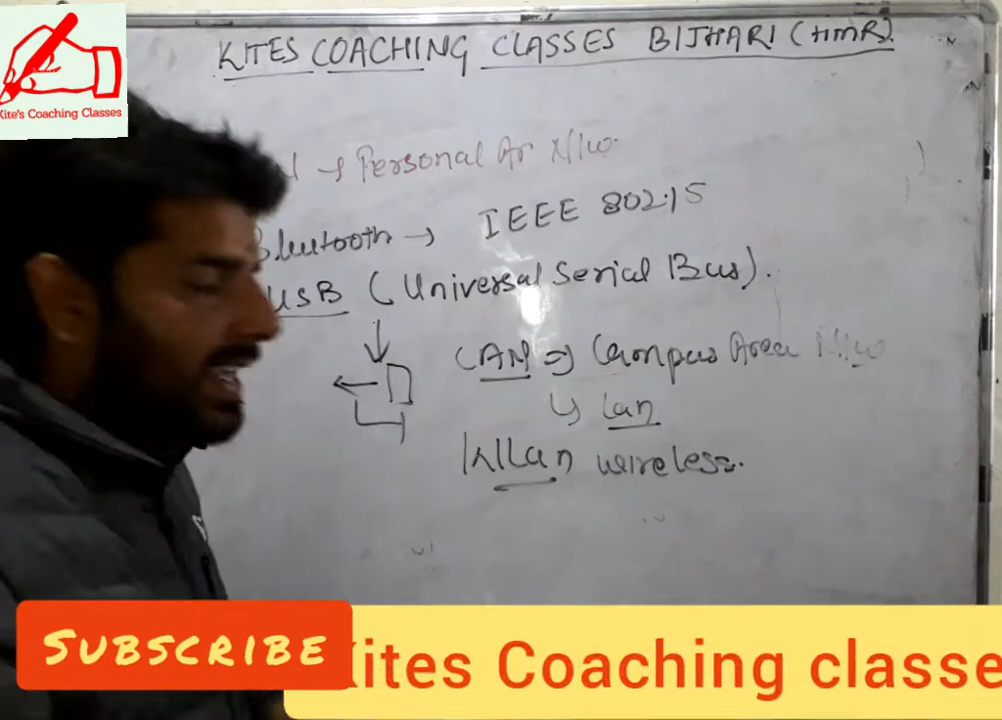 KITES COACHING CLASSES BIJHARI (HMR).
Kite's Coaching Classes
→ Personal Ar N/w.
Bluetooth → IEEE 802.15
USB (Universal Serial Bus).
CAN => Campus Area N/w
↳ Lan
WLan wireless.
SUBSCRIBE
Kites Coaching classe